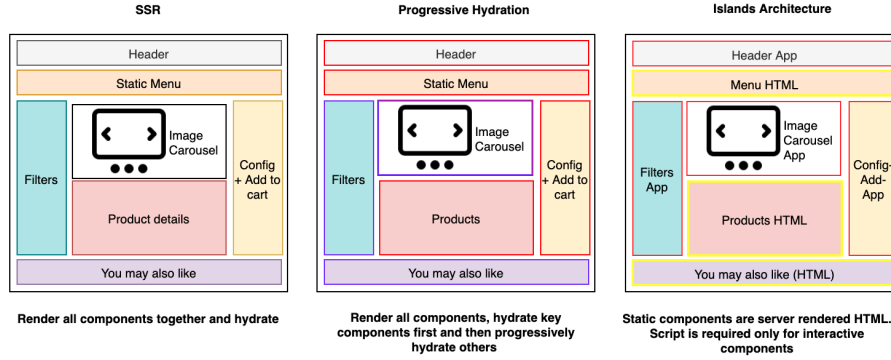 SSR
Header
Static Menu
Filters
Image
Carousel
Config
+ Add to
cart
Product details
You may also like
Render all components together and hydrate
Progressive Hydration
Header
Static Menu
Filters
Image
Carousel
Config
+ Add to
cart
Products
You may also like
Render all components, hydrate key
components first and then progressively
hydrate others
Islands Architecture
Header App
Menu HTML
Filters
App
Image
Carousel
App
Config-
Add-
App
Products HTML
You may also like (HTML)
Static components are server rendered HTML.
Script is required only for interactive
components